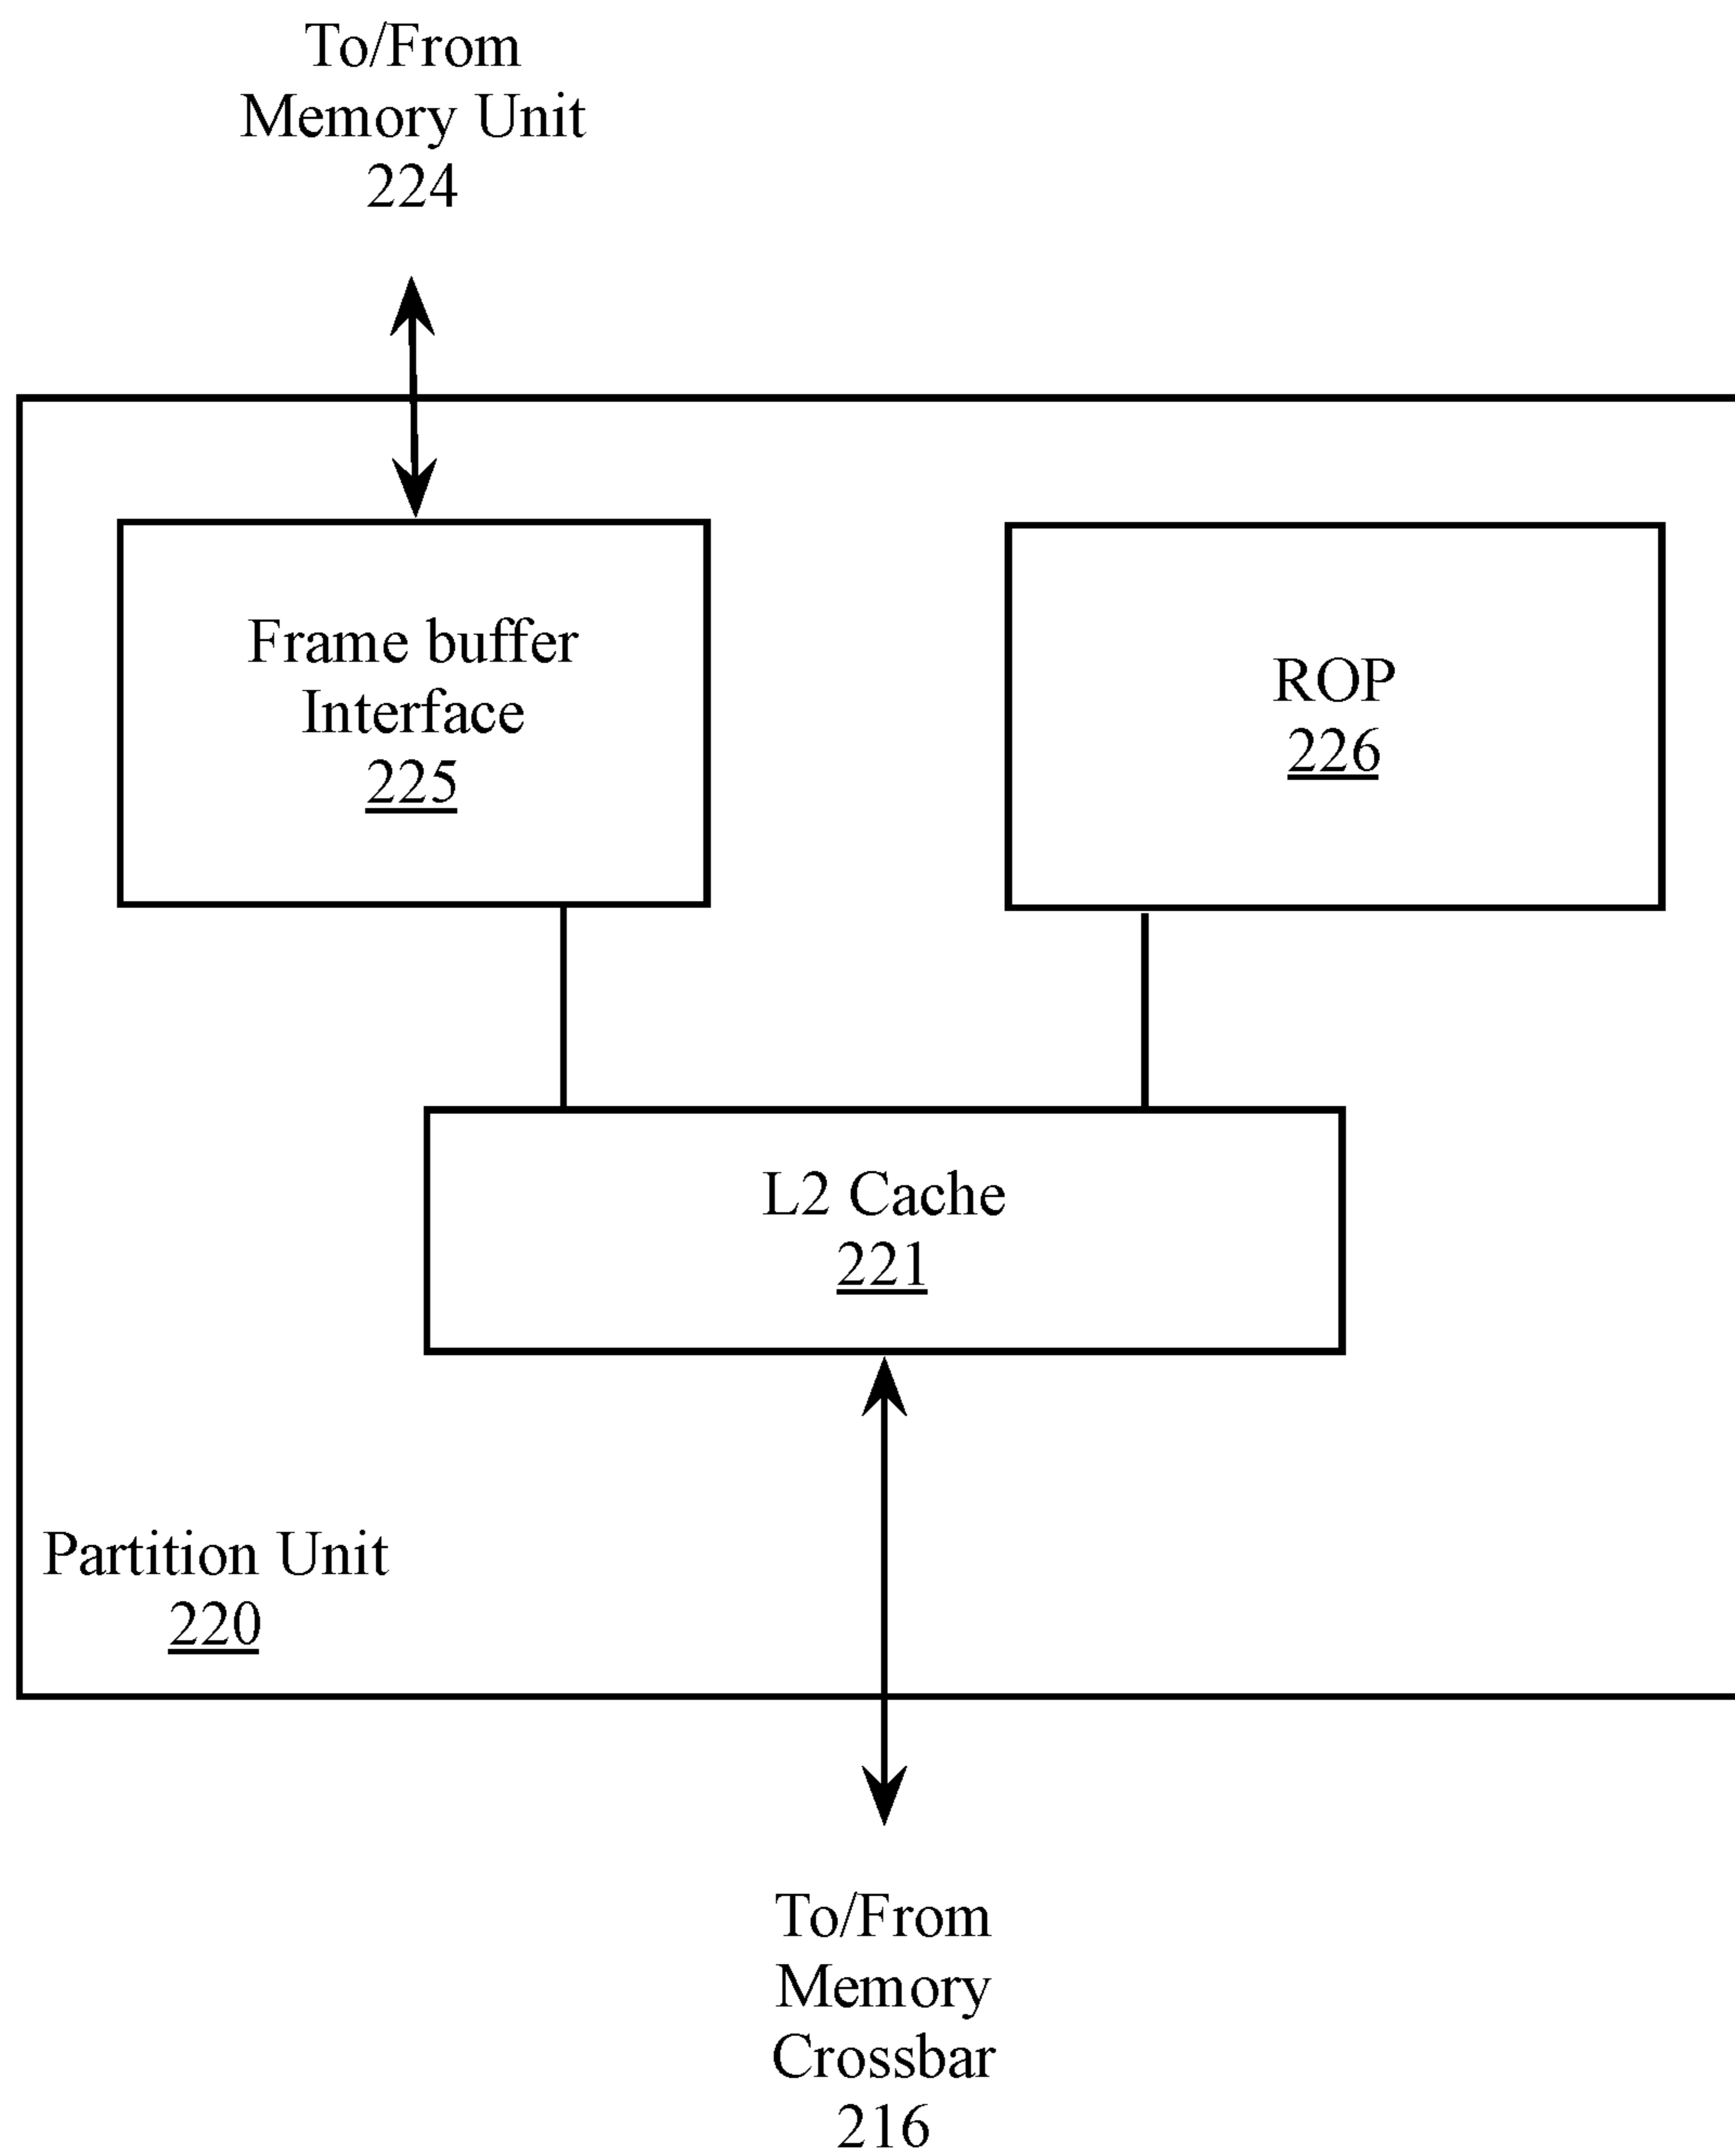 To/From
Memory Unit
224
Frame buffer
Interface
225
ROP
226
L2 Cache
221
Partition Unit
220
To/From
Memory
Crossbar
216